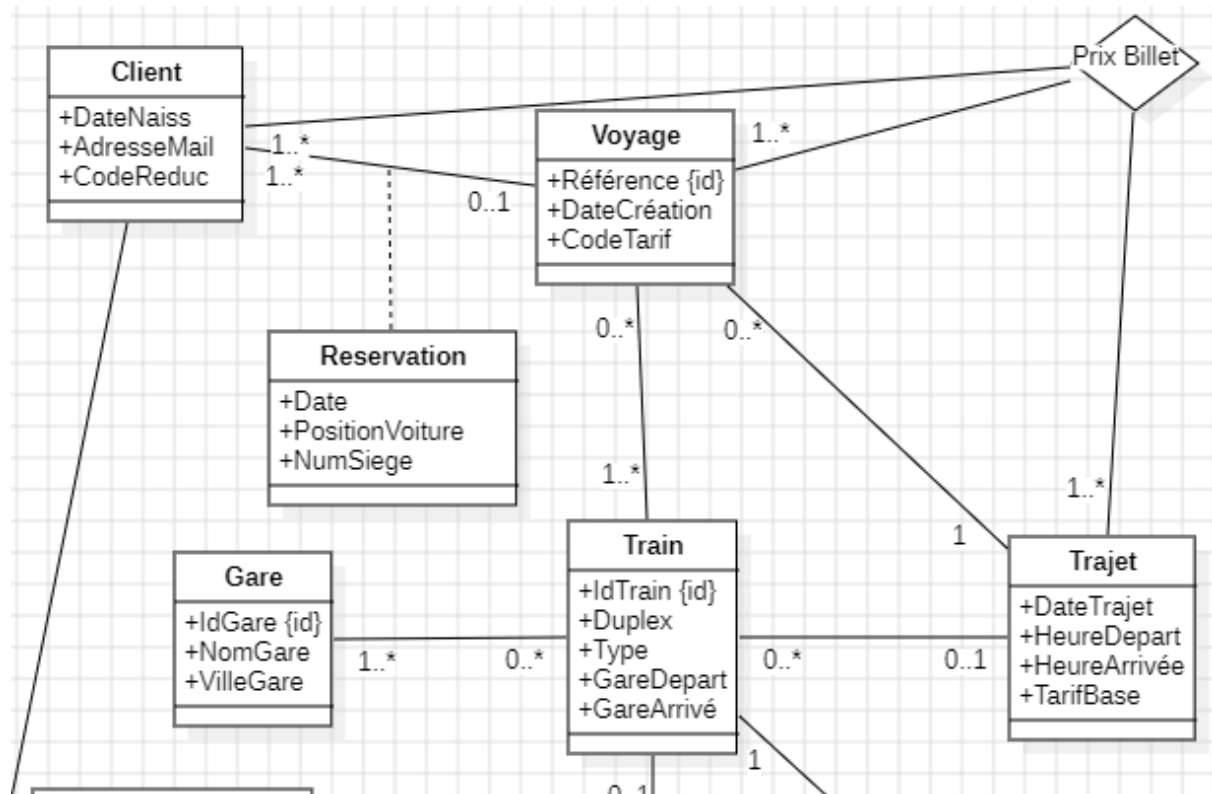 Prix Billet
Client
+DateNaiss
+AdresseMail
+CodeReduc
1..*
1..*
0..1
Voyage
+Référence {id}
+DateCréation
+CodeTarif
1..*
0..*
0..*
Reservation
+Date
+PositionVoiture
+NumSiege
1..*
1
1..*
Gare
+IdGare {id}
+NomGare
+VilleGare
1..*
0..*
Train
+IdTrain {id}
+Duplex
+Type
+GareDepart
+GareArrivé
0..*
0..1
Trajet
+DateTrajet
+HeureDepart
+HeureArrivée
+TarifBase
1
0..1